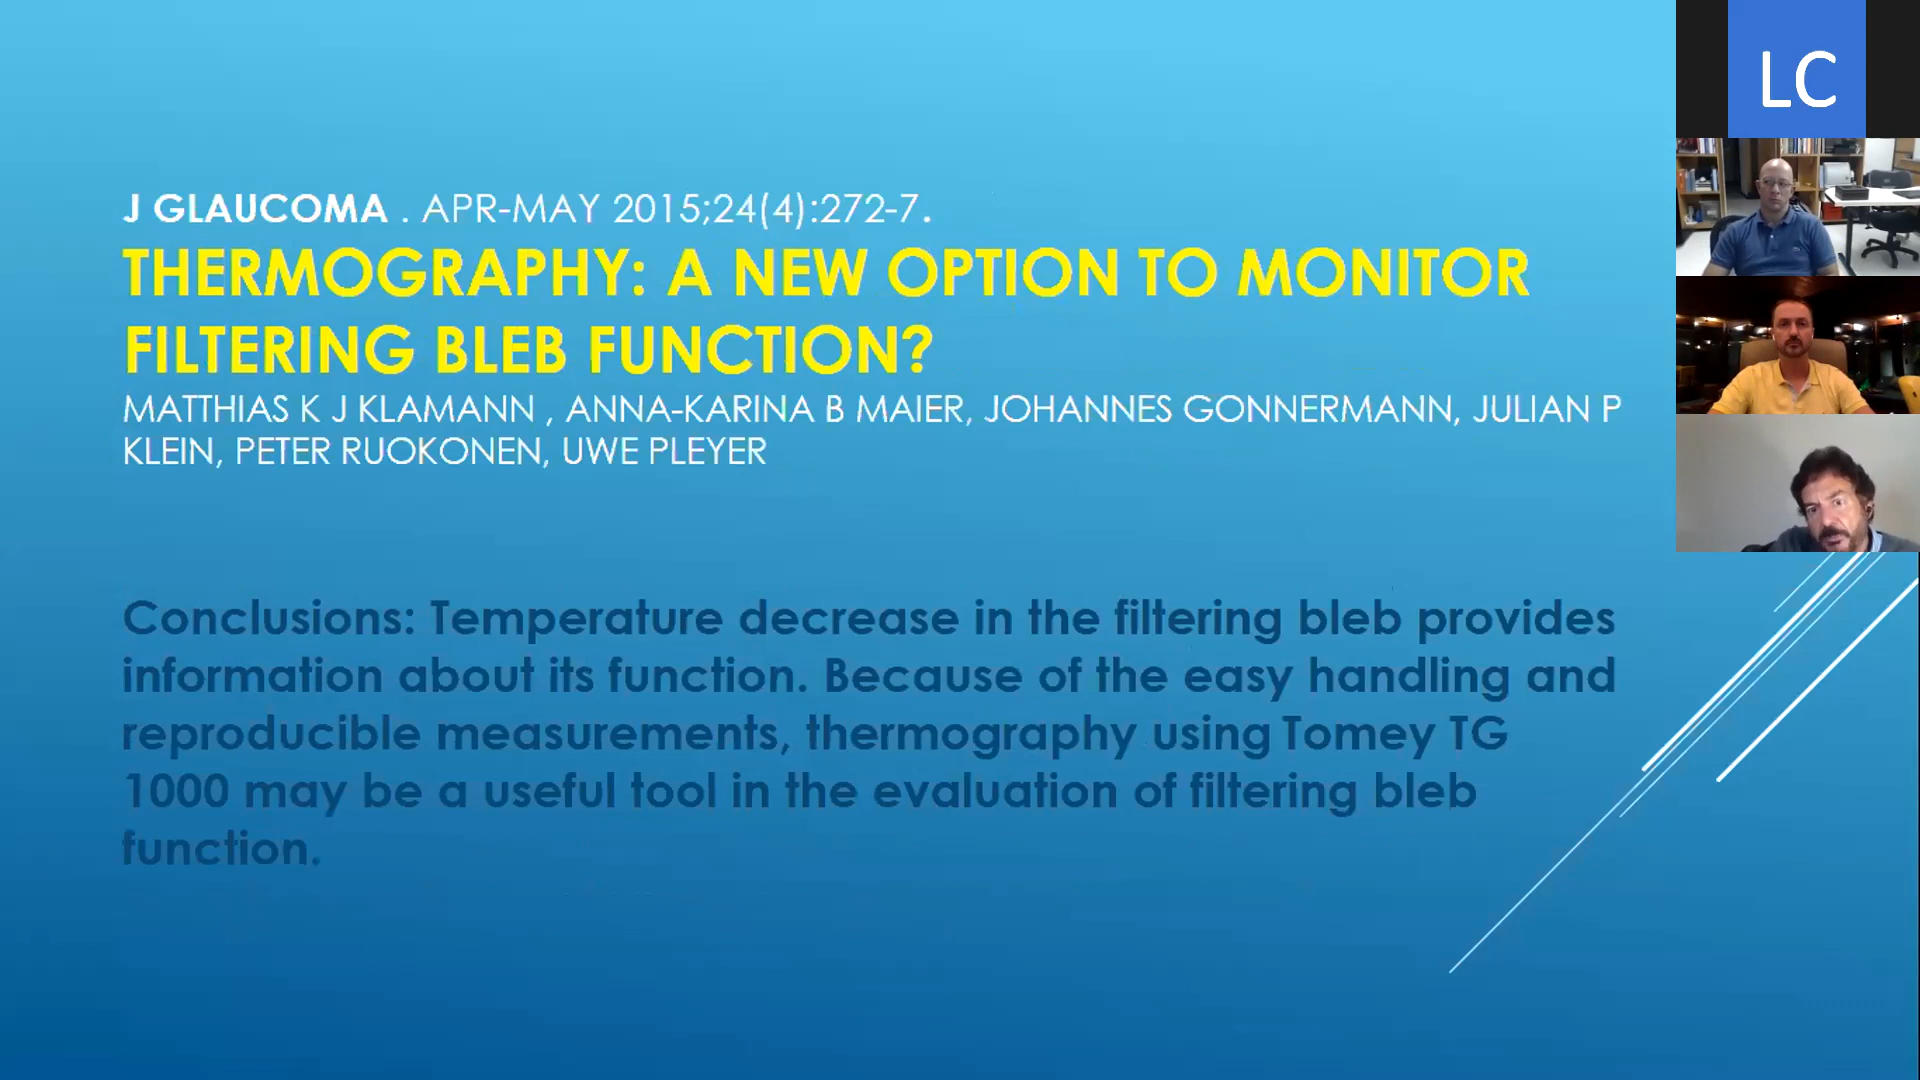 J GLAUCOMA . APR-MAY 2015;24(4):272-7.
THERMOGRAPHY: A NEW OPTION TO MONITOR
FILTERING BLEB FUNCTION?
MATTHIAS K J KLAMANN , ANNA-KARINA B MAIER, JOHANNES GONNERMANN, JULIAN P
KLEIN, PETER RUOKONEN, UWE PLEYER
Conclusions: Temperature decrease in the filtering bleb provides
information about its function. Because of the easy handling and
reproducible measurements, thermography using Tomey TG
1000 may be a useful tool in the evaluation of filtering bleb
function.
LC